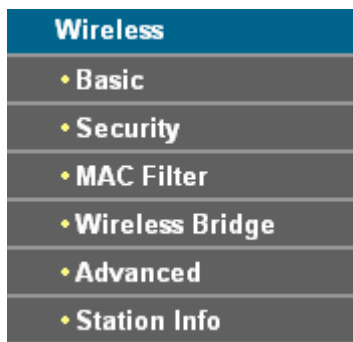 Wireless
• Basic
• Security
• MAC Filter
• Wireless Bridge
• Advanced
• Station Info